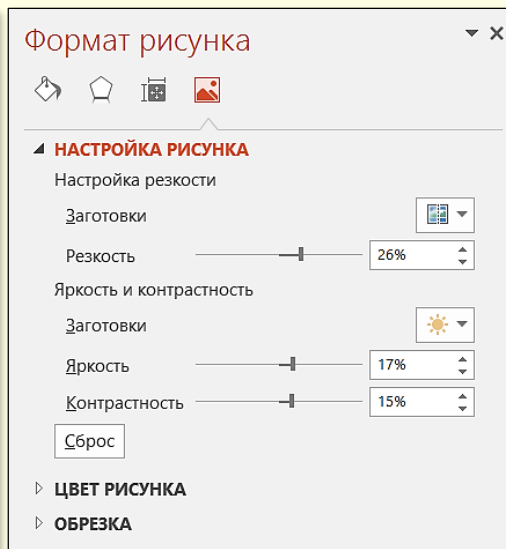 Формат рисунка
НАСТРОЙКА РИСУНКА
Настройка резкости
Заготовки
Резкость 26%
Яркость и контрастность
Заготовки
Яркость 17%
Контрастность 15%
Сброс
ЦВЕТ РИСУНКА
ОБРЕЗКА